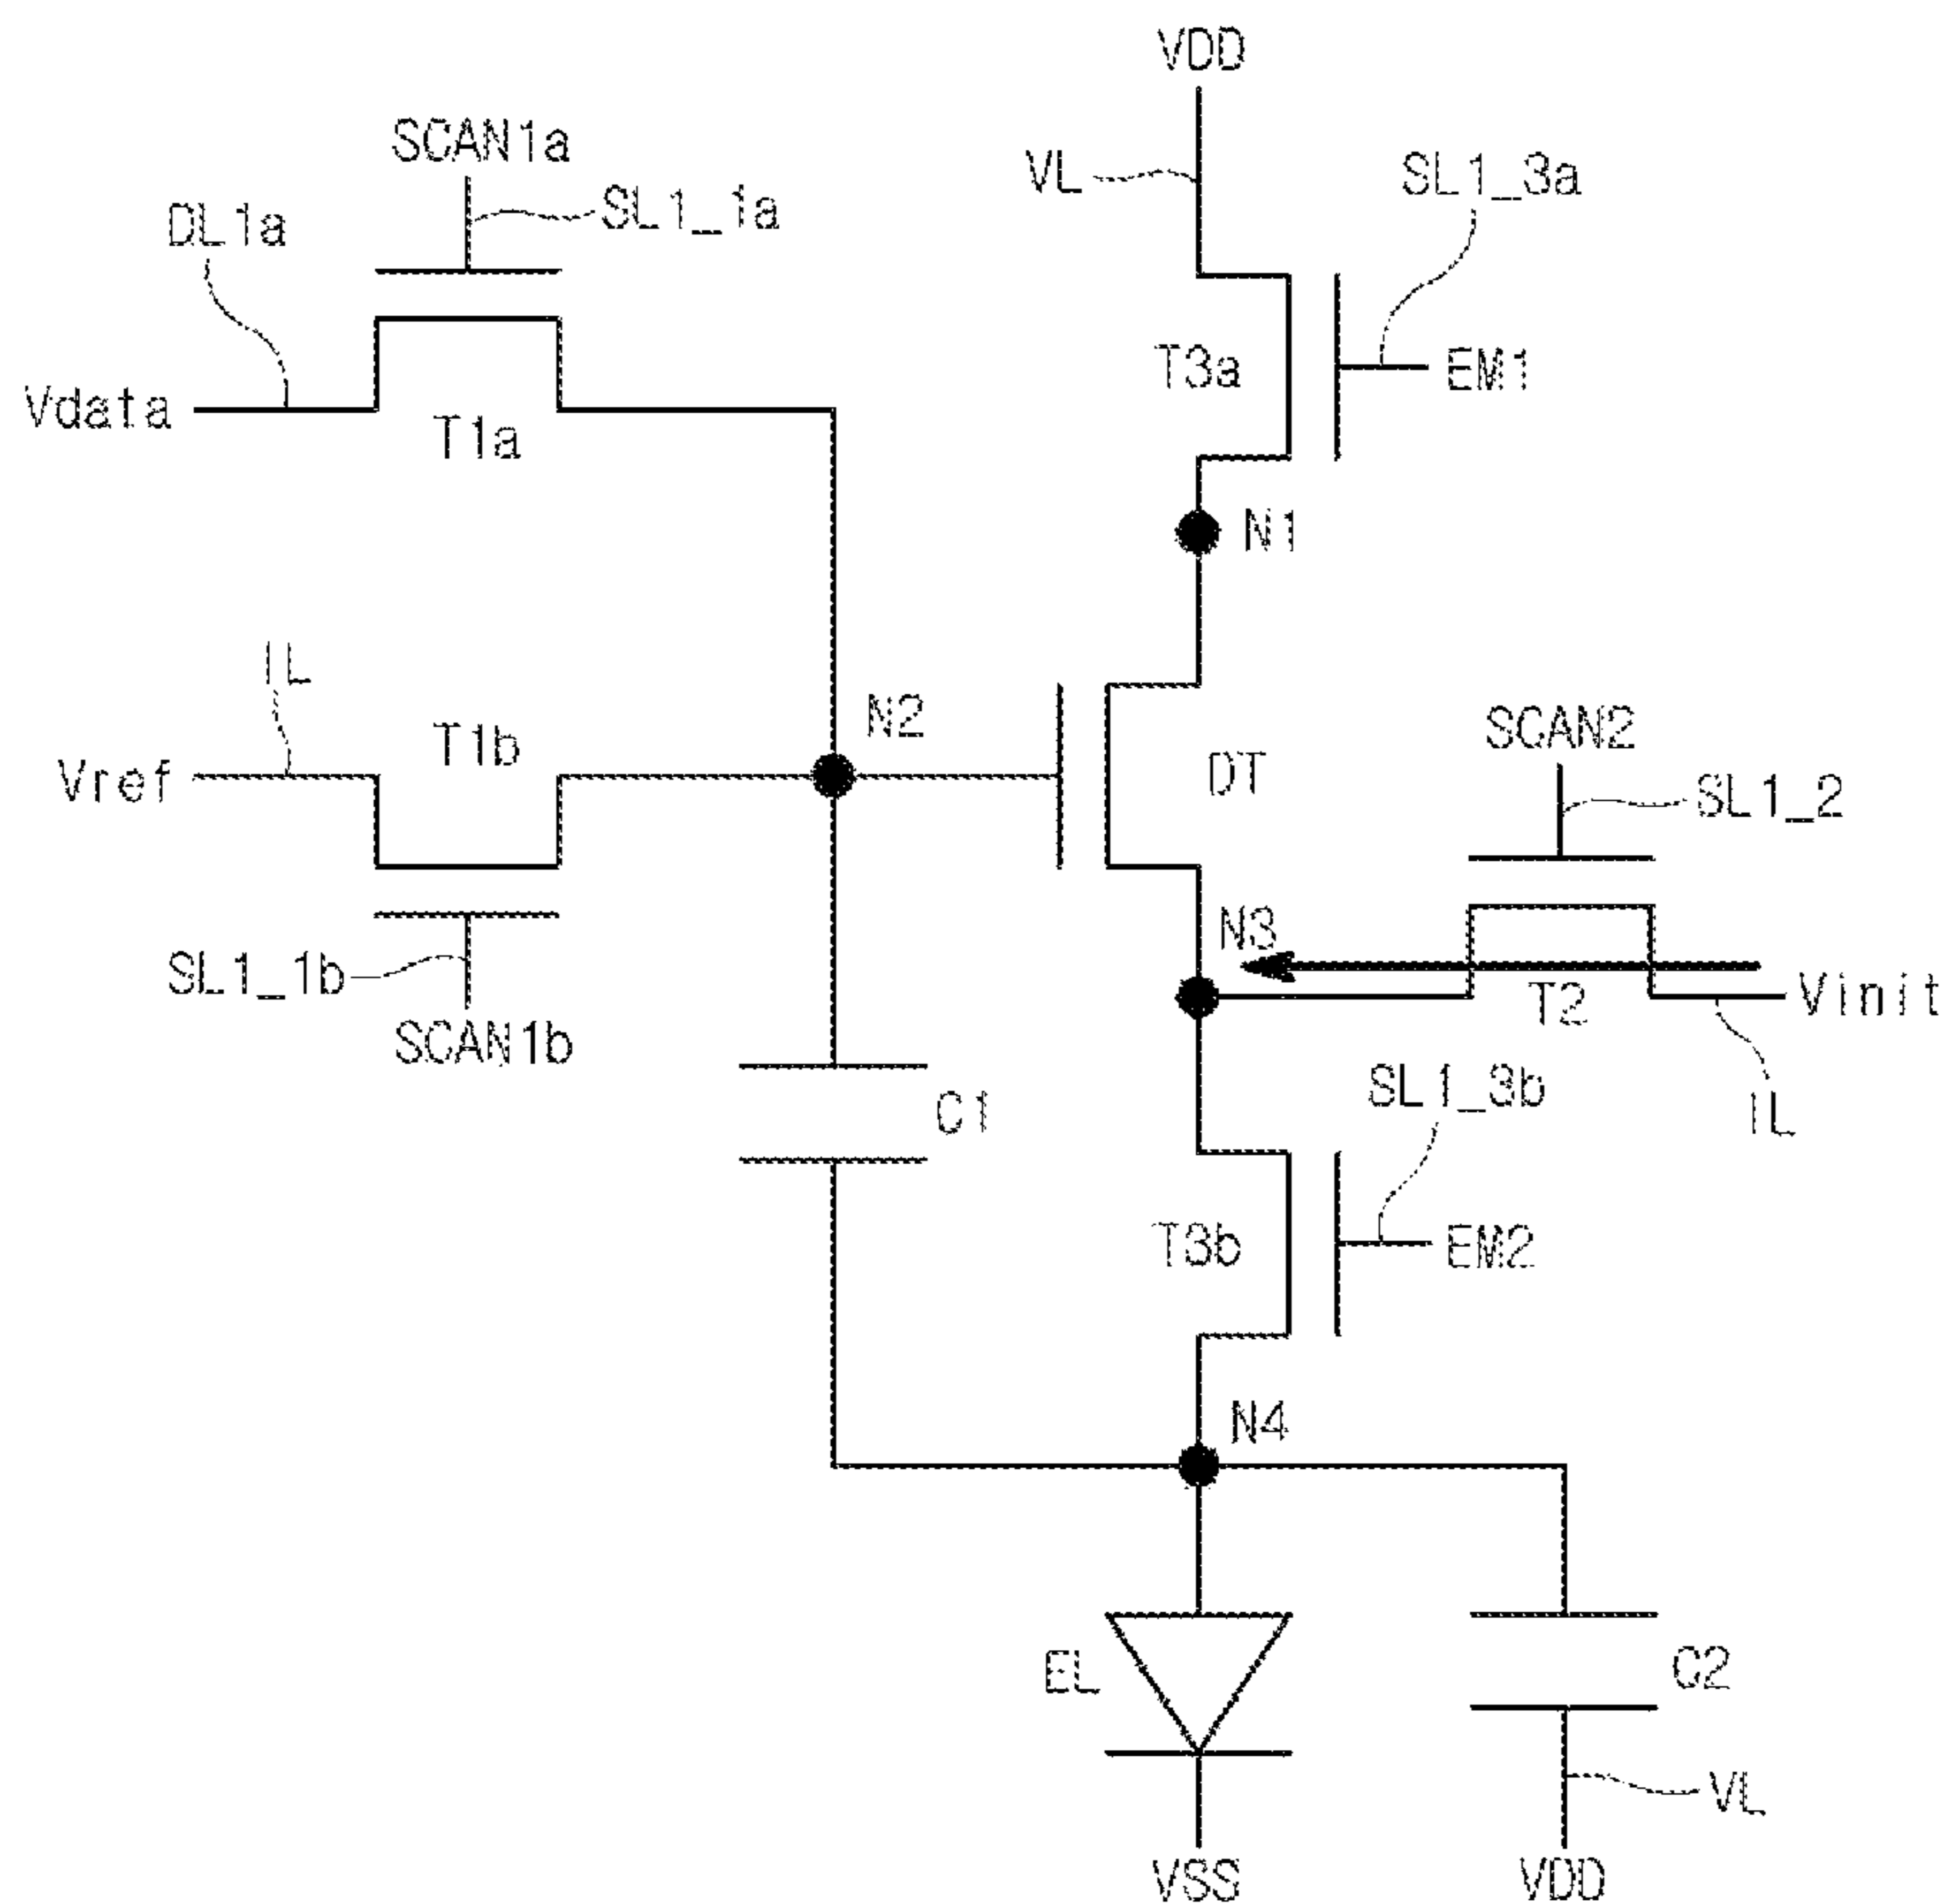 VDD
SCAN1a
VL
SL1_3a
SL1_1a
DL1a
T3a
EM1
Vdata
T1a
N1
IL
N2
SCAN2
T1b
DT
Vref
SL1_2
N3
SL1_1b
T2
Vinit
SCAN1b
SL1_3b
C1
IL
T3b
EM2
N4
EL
C2
VL
VSS
VDD